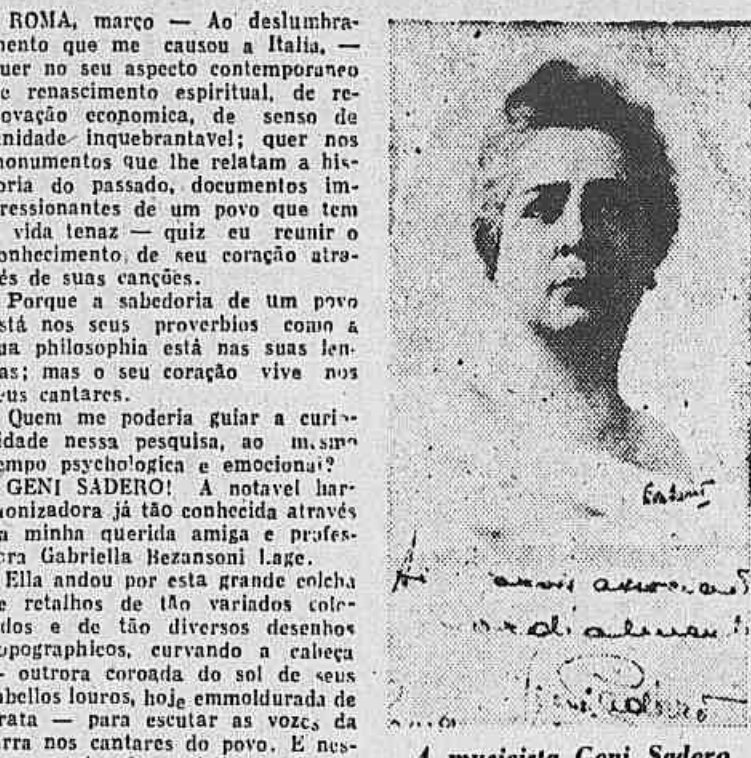 ROMA, março — Ao deslumbra-
mento que me causou a Italia, —
quer no seu aspecto contemporaneo
de renascimento espiritual, de re-
novação economica, de senso de
unidade inquebrantavel; quer nos
monumentos que lhe relatam a his-
toria do passado, documentos im-
pressionantes de um povo que tem
a vida tenaz — quiz eu reunir o
conhecimento de seu coração atra-
vés de suas canções.
Porque a sabedoria de um povo
está nos seus proverbios como a
sua philosophia está nas suas len-
das; mas o seu coração vive nos
seus cantares.
Quem me poderia guiar a curio-
sidade nessa pesquisa, ao mesmo
tempo psychologica e emocional?
GENI SADERO! A notavel har-
monizadora já tão conhecida através
da minha querida amiga e profes-
sora Gabriella Bezansoni Lage.
Ella andou por esta grande colcha
de retalhos de tão variados colo-
ridos e de tão diversos desenhos
topographicos, curvando a cabeça
— outrora coroada do sol de seus
cabellos louros, hoje emmoldurada de
prata — para escutar as vozes da
terra nos cantares do povo. E nes-
A musicista Geni Sadero